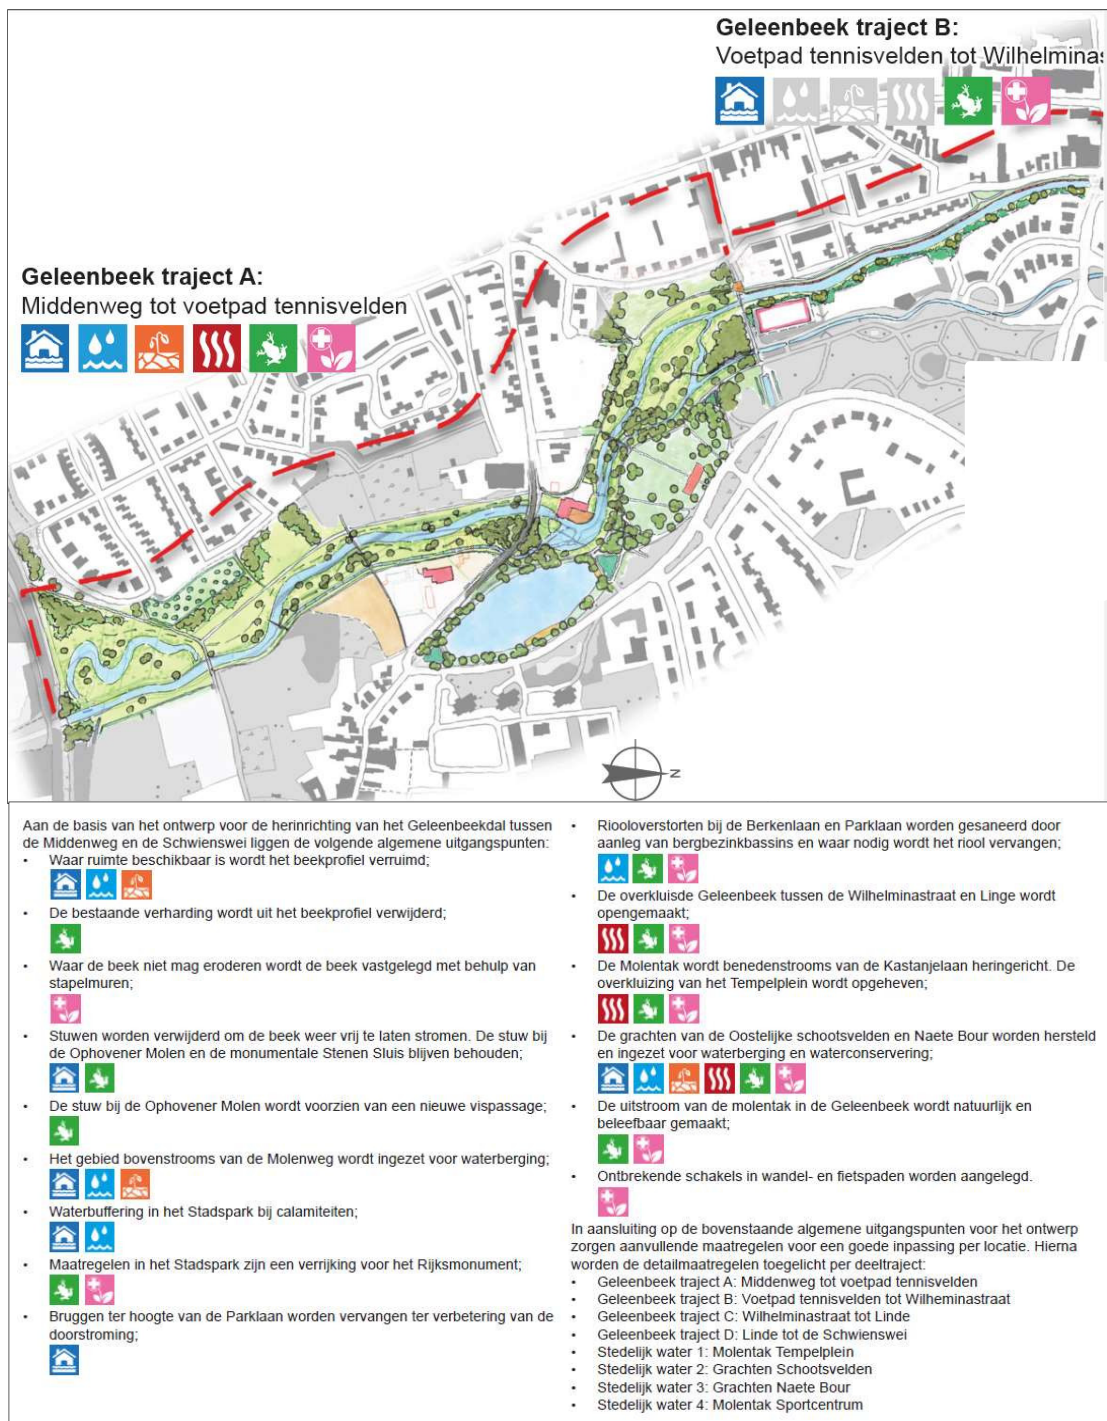 Geleenbeek traject B:
Voetpad tennisvelden tot Wilhelminas
Geleenbeek traject A:
Middenweg tot voetpad tennisvelden
N
Aan de basis van het ontwerp voor de herinrichting van het Geleenbeekdal tussen
de Middenweg en de Schwienswei liggen de volgende algemene uitgangspunten:
• Waar ruimte beschikbaar is wordt het beekprofiel verruimd;
• De bestaande verharding wordt uit het beekprofiel verwijderd;
• Waar de beek niet mag eroderen wordt de beek vastgelegd met behulp van
stapelmuren;
• Stuwen worden verwijderd om de beek weer vrij te laten stromen. De stuw bij
de Ophovener Molen en de monumentale Stenen Sluis blijven behouden;
• De stuw bij de Ophovener Molen wordt voorzien van een nieuwe vispassage;
• Het gebied bovenstrooms van de Molenweg wordt ingezet voor waterberging;
• Waterbuffering in het Stadspark bij calamiteiten;
• Maatregelen in het Stadspark zijn een verrijking voor het Rijksmonument;
• Bruggen ter hoogte van de Parklaan worden vervangen ter verbetering van de
doorstroming;
• Riooloverstorten bij de Berkenlaan en Parklaan worden gesaneerd door
aanleg van bergbezinkbassins en waar nodig wordt het riool vervangen;
• De overkluisde Geleenbeek tussen de Wilhelminastraat en Linge wordt
opengemaakt;
• De Molentak wordt benedenstrooms van de Kastanjelaan heringericht. De
overkluizing van het Tempelplein wordt opgeheven;
• De grachten van de Oostelijke schootsvelden en Naete Bour worden hersteld
en ingezet voor waterberging en waterconservering;
• De uitstroom van de molentak in de Geleenbeek wordt natuurlijk en
beleefbaar gemaakt;
• Ontbrekende schakels in wandel- en fietspaden worden aangelegd.
In aansluiting op de bovenstaande algemene uitgangspunten voor het ontwerp
zorgen aanvullende maatregelen voor een goede inpassing per locatie. Hierna
worden de detailmaatregelen toegelicht per deeltraject:
• Geleenbeek traject A: Middenweg tot voetpad tennisvelden
• Geleenbeek traject B: Voetpad tennisvelden tot Wilheminastraat
• Geleenbeek traject C: Wilhelminastraat tot Linde
• Geleenbeek traject D: Linde tot de Schwienswei
• Stedelijk water 1: Molentak Tempelplein
• Stedelijk water 2: Grachten Schootsvelden
• Stedelijk water 3: Grachten Naete Bour
• Stedelijk water 4: Molentak Sportcentrum